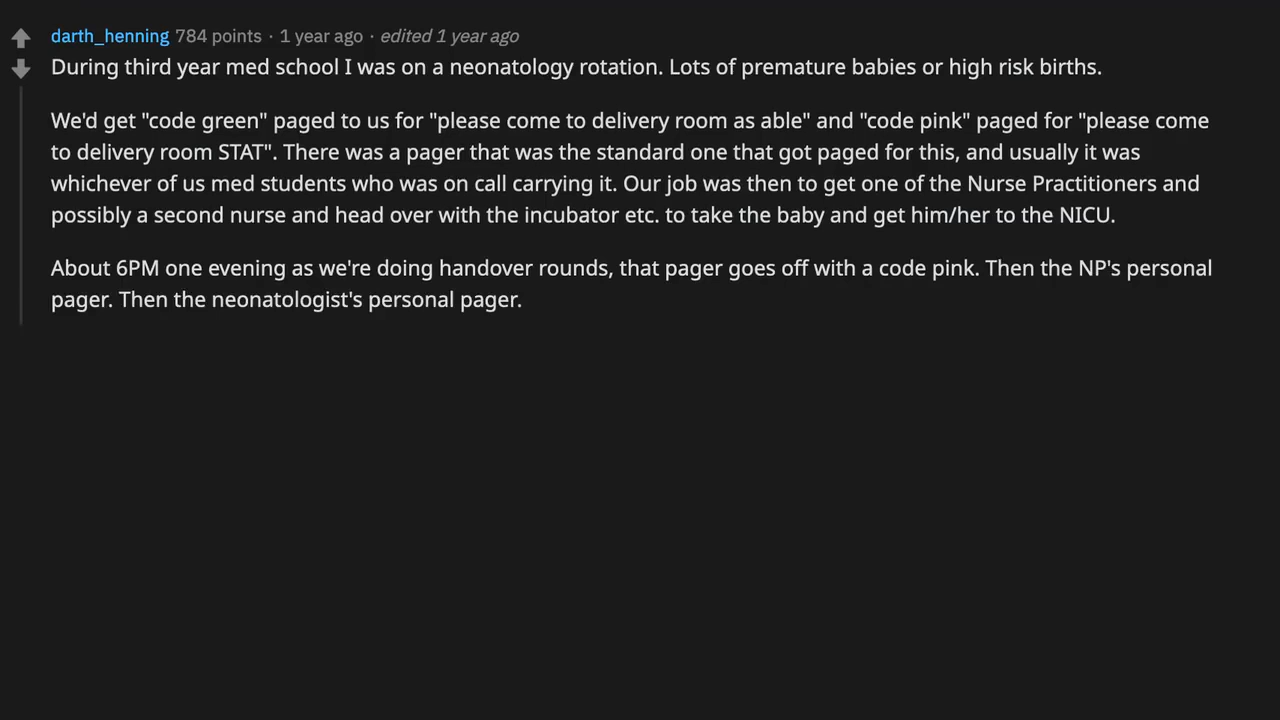 darth_henning 784 points · 1 year ago · edited 1 year ago
During third year med school I was on a neonatology rotation. Lots of premature babies or high risk births.
We'd get "code green" paged to us for "please come to delivery room as able" and "code pink" paged for "please come
to delivery room STAT". There was a pager that was the standard one that got paged for this, and usually it was
whichever of us med students who was on call carrying it. Our job was then to get one of the Nurse Practitioners and
possibly a second nurse and head over with the incubator etc. to take the baby and get him/her to the NICU.
About 6PM one evening as we're doing handover rounds, that pager goes off with a code pink. Then the NP's personal
pager. Then the neonatologist's personal pager.